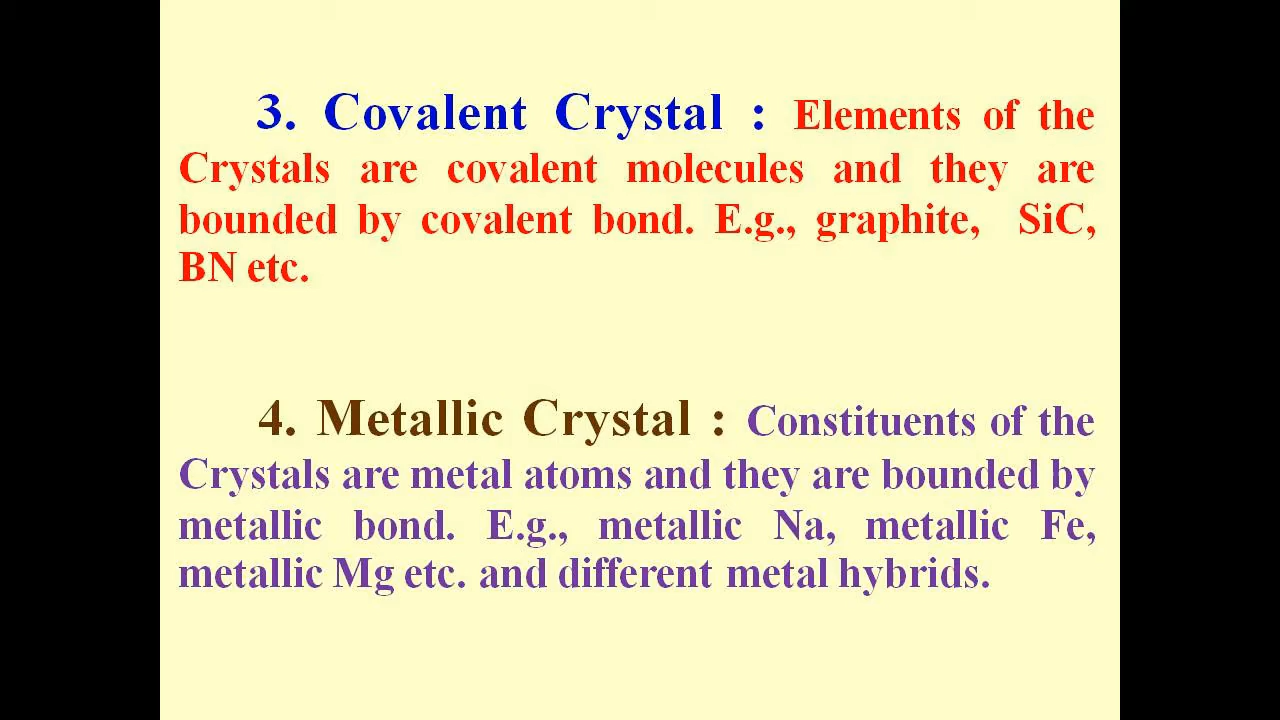 3. Covalent Crystal : Elements of the
Crystals are covalent molecules and they are
bounded by covalent bond. E.g., graphite, SiC,
BN etc.
4. Metallic Crystal : Constituents of the
Crystals are metal atoms and they are bounded by
metallic bond. E.g., metallic Na, metallic Fe,
metallic Mg etc. and different metal hybrids.